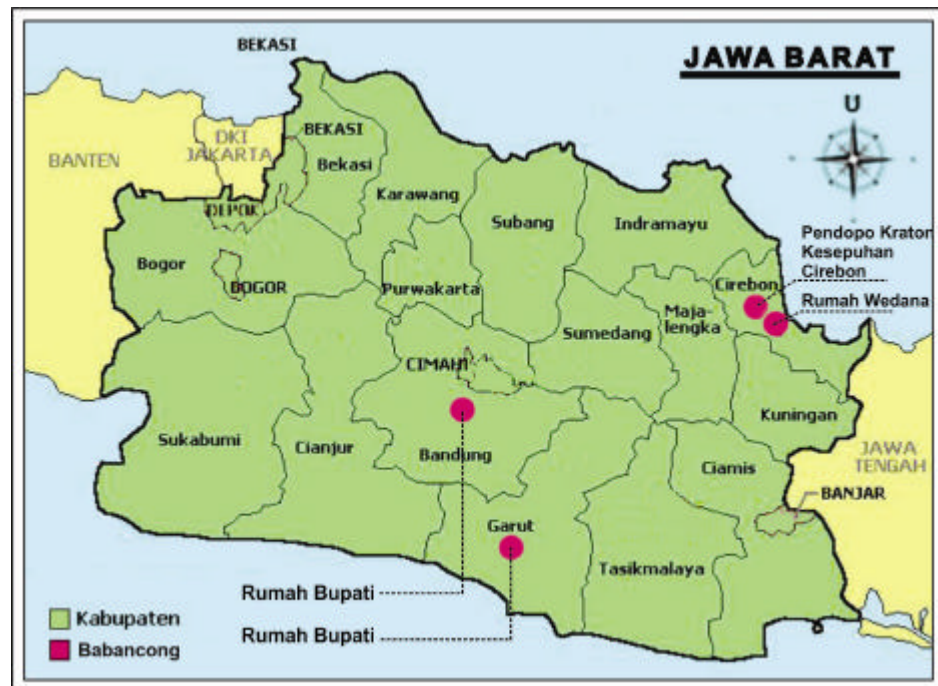 BEKASI
JAWA BARAT
U
DKI
JAKARTA
BANTEN
BEKASI
Bekasi
Karawang
DEPOK
Subang
Indramayu
Pendopo Kraton
Kesepuhan
Cirebon
Bogor
BOGOR
Purwakarta
Cirebon
Rumah Wedana
Maja-
lengka
Sumedang
CIMAHI
Kuningan
Sukabumi
Cianjur
Bandung
Ciamis
JAWA
TENGAH
BANJAR
Garut
Tasikmalaya
Rumah Bupati
Kabupaten
Rumah Bupati
Babancong